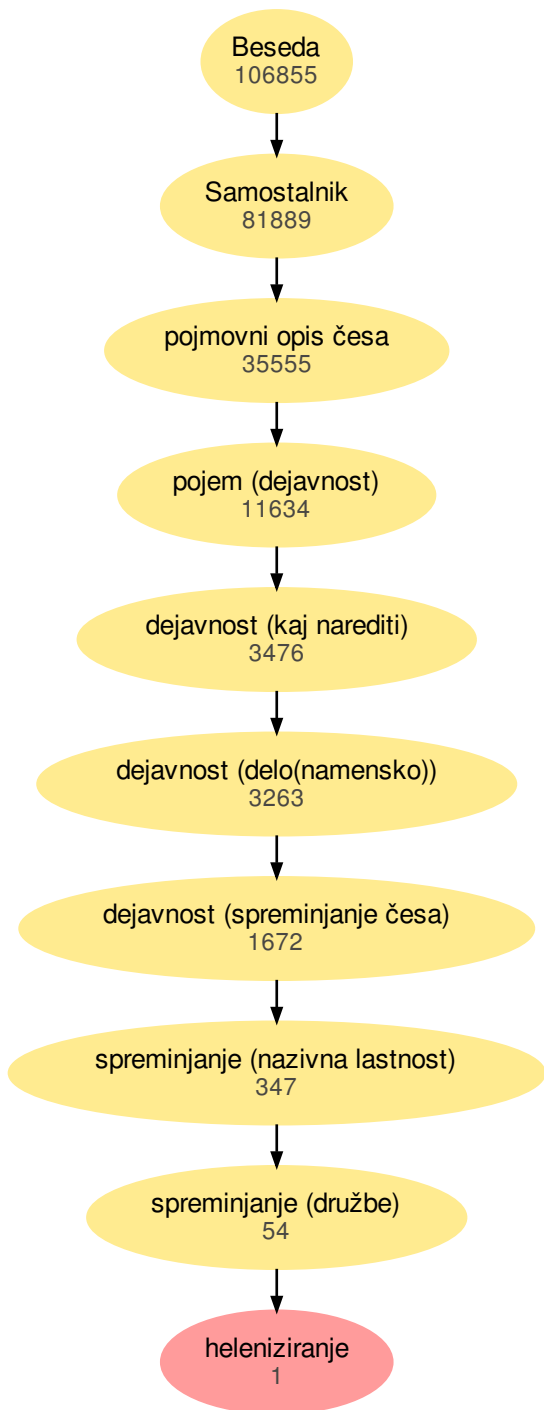 Beseda
106855
Samostalnik
81889
pojmovni opis česa
35555
pojem (dejavnost)
11634
dejavnost (kaj narediti)
3476
dejavnost (delo(namensko))
3263
dejavnost (spreminjanje česa)
1672
spreminjanje (nazivna lastnost)
347
spreminjanje (družbe)
54
heleniziranje
1